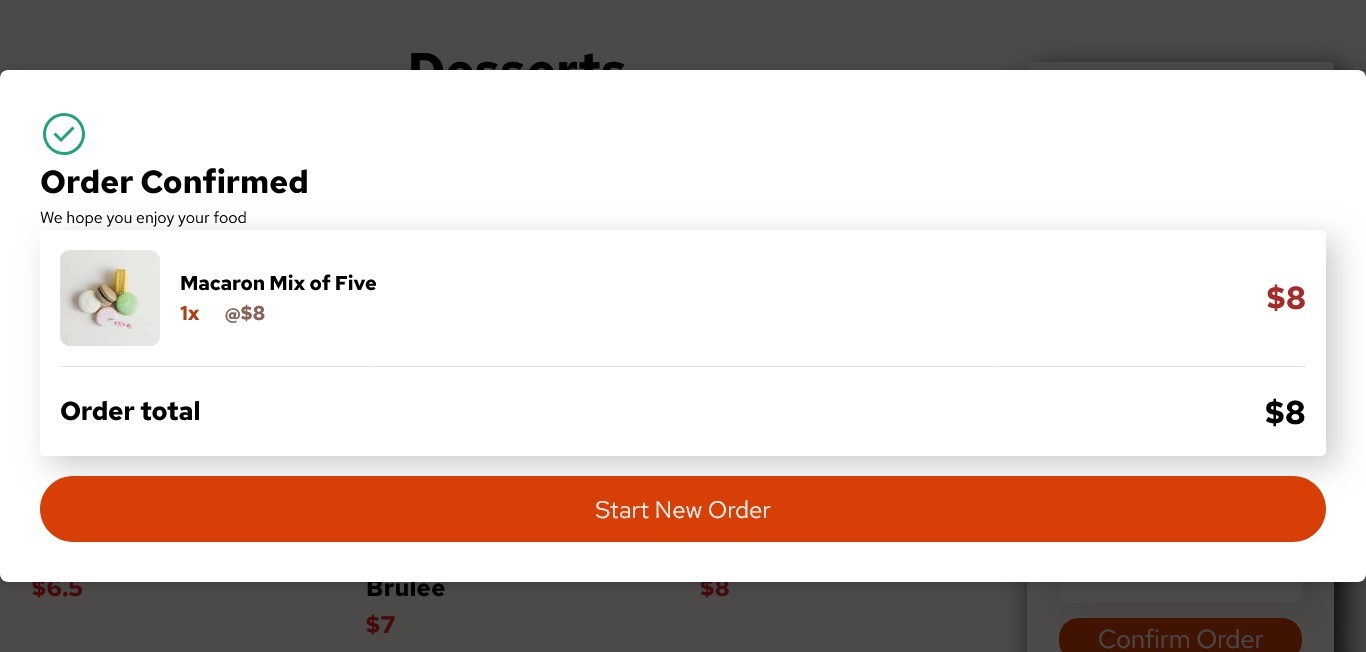 Desserts
Order Confirmed
We hope you enjoy your food
Macaron Mix of Five
1x @$8
$8
Order total
$8
Start New Order
$6.5
Brulee
$8
$7
Confirm Order